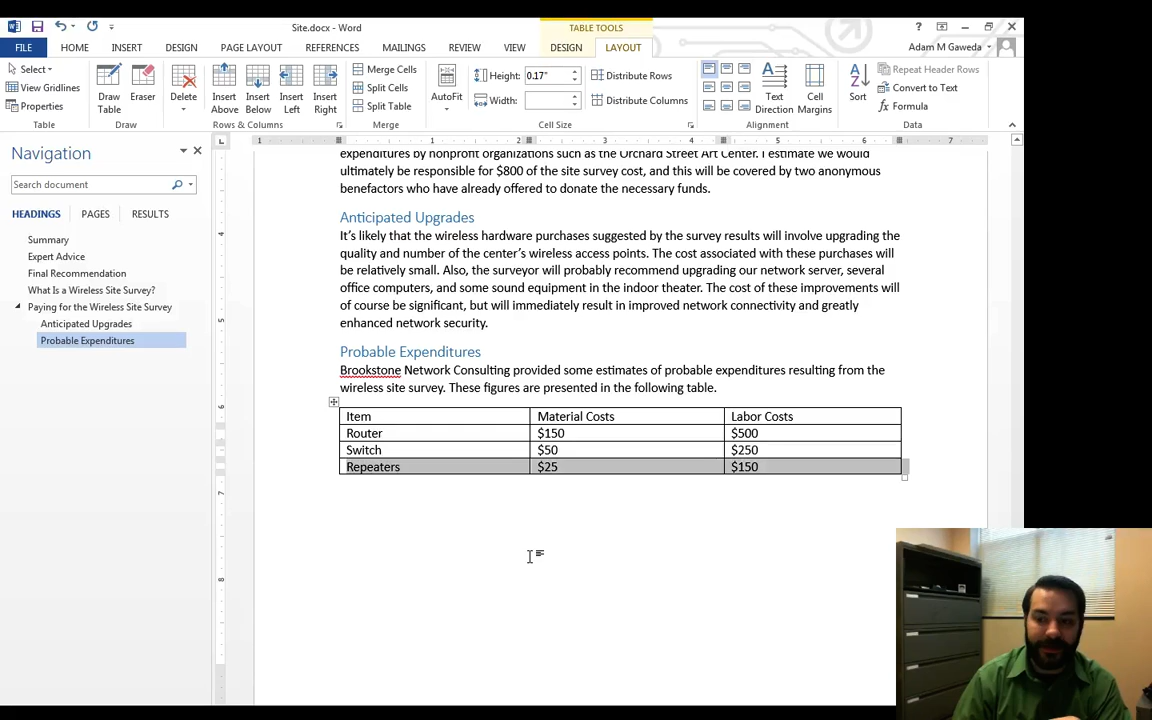 Site.docx - Word
TABLE TOOLS
?
FILE
HOME
INSERT
DESIGN
PAGE LAYOUT
REFERENCES
MAILINGS
REVIEW
VIEW
DESIGN
LAYOUT
Adam M Gaweda
Select
View Gridlines
Properties
Table
Draw Table
Eraser
Draw
Delete
Insert Above
Insert Below
Insert Left
Insert Right
Rows & Columns
Merge Cells
Split Cells
Split Table
Merge
AutoFit
Height: 0.17"
Width:
Distribute Rows
Distribute Columns
Cell Size
Text Direction
Cell Margins
Alignment
Sort
Repeat Header Rows
Convert to Text
Formula
Data
Navigation
Search document
HEADINGS
PAGES
RESULTS
Summary
Expert Advice
Final Recommendation
What Is a Wireless Site Survey?
Paying for the Wireless Site Survey
Anticipated Upgrades
Probable Expenditures
1 1 2 3 4 5 6 7
4
5
6
7
8
expenditures by nonprofit organizations such as the Orchard Street Art Center. I estimate we would
ultimately be responsible for $800 of the site survey cost, and this will be covered by two anonymous
benefactors who have already offered to donate the necessary funds.
Anticipated Upgrades
It's likely that the wireless hardware purchases suggested by the survey results will involve upgrading the
quality and number of the center's wireless access points. The cost associated with these purchases will
be relatively small. Also, the surveyor will probably recommend upgrading our network server, several
office computers, and some sound equipment in the indoor theater. The cost of these improvements will
of course be significant, but will immediately result in improved network connectivity and greatly
enhanced network security.
Probable Expenditures
Brookstone Network Consulting provided some estimates of probable expenditures resulting from the
wireless site survey. These figures are presented in the following table.
Item Material Costs Labor Costs
Router $150 $500
Switch $50 $250
Repeaters $25 $150